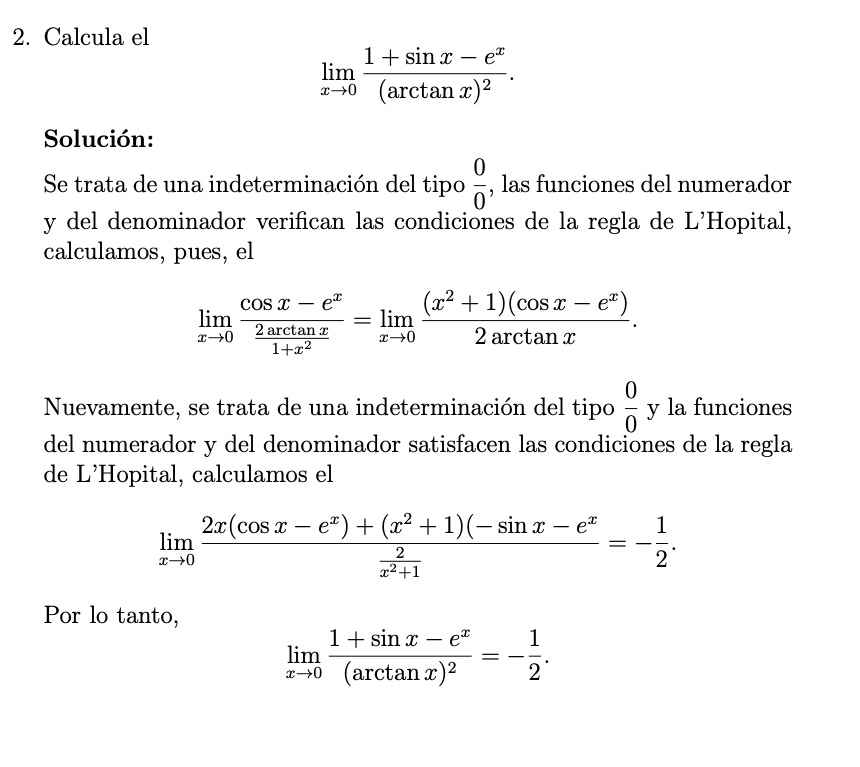 2. Calcula el
$$\lim_{x \to 0} \frac{1 + \sin x - e^x}{(\arctan x)^2}.$$
Solución:
Se trata de una indeterminación del tipo $\frac{0}{0}$, las funciones del numerador
y del denominador verifican las condiciones de la regla de L'Hopital,
calculamos, pues, el
$$\lim_{x \to 0} \frac{\cos x - e^x}{\frac{2 \arctan x}{1+x^2}} = \lim_{x \to 0} \frac{(x^2 + 1)(\cos x - e^x)}{2 \arctan x}.$$
Nuevamente, se trata de una indeterminación del tipo $\frac{0}{0}$ y la funciones
del numerador y del denominador satisfacen las condiciones de la regla
de L'Hopital, calculamos el
$$\lim_{x \to 0} \frac{2x(\cos x - e^x) + (x^2 + 1)(-\sin x - e^x}{\frac{2}{x^2+1}} = -\frac{1}{2}.$$
Por lo tanto,
$$\lim_{x \to 0} \frac{1 + \sin x - e^x}{(\arctan x)^2} = -\frac{1}{2}.$$